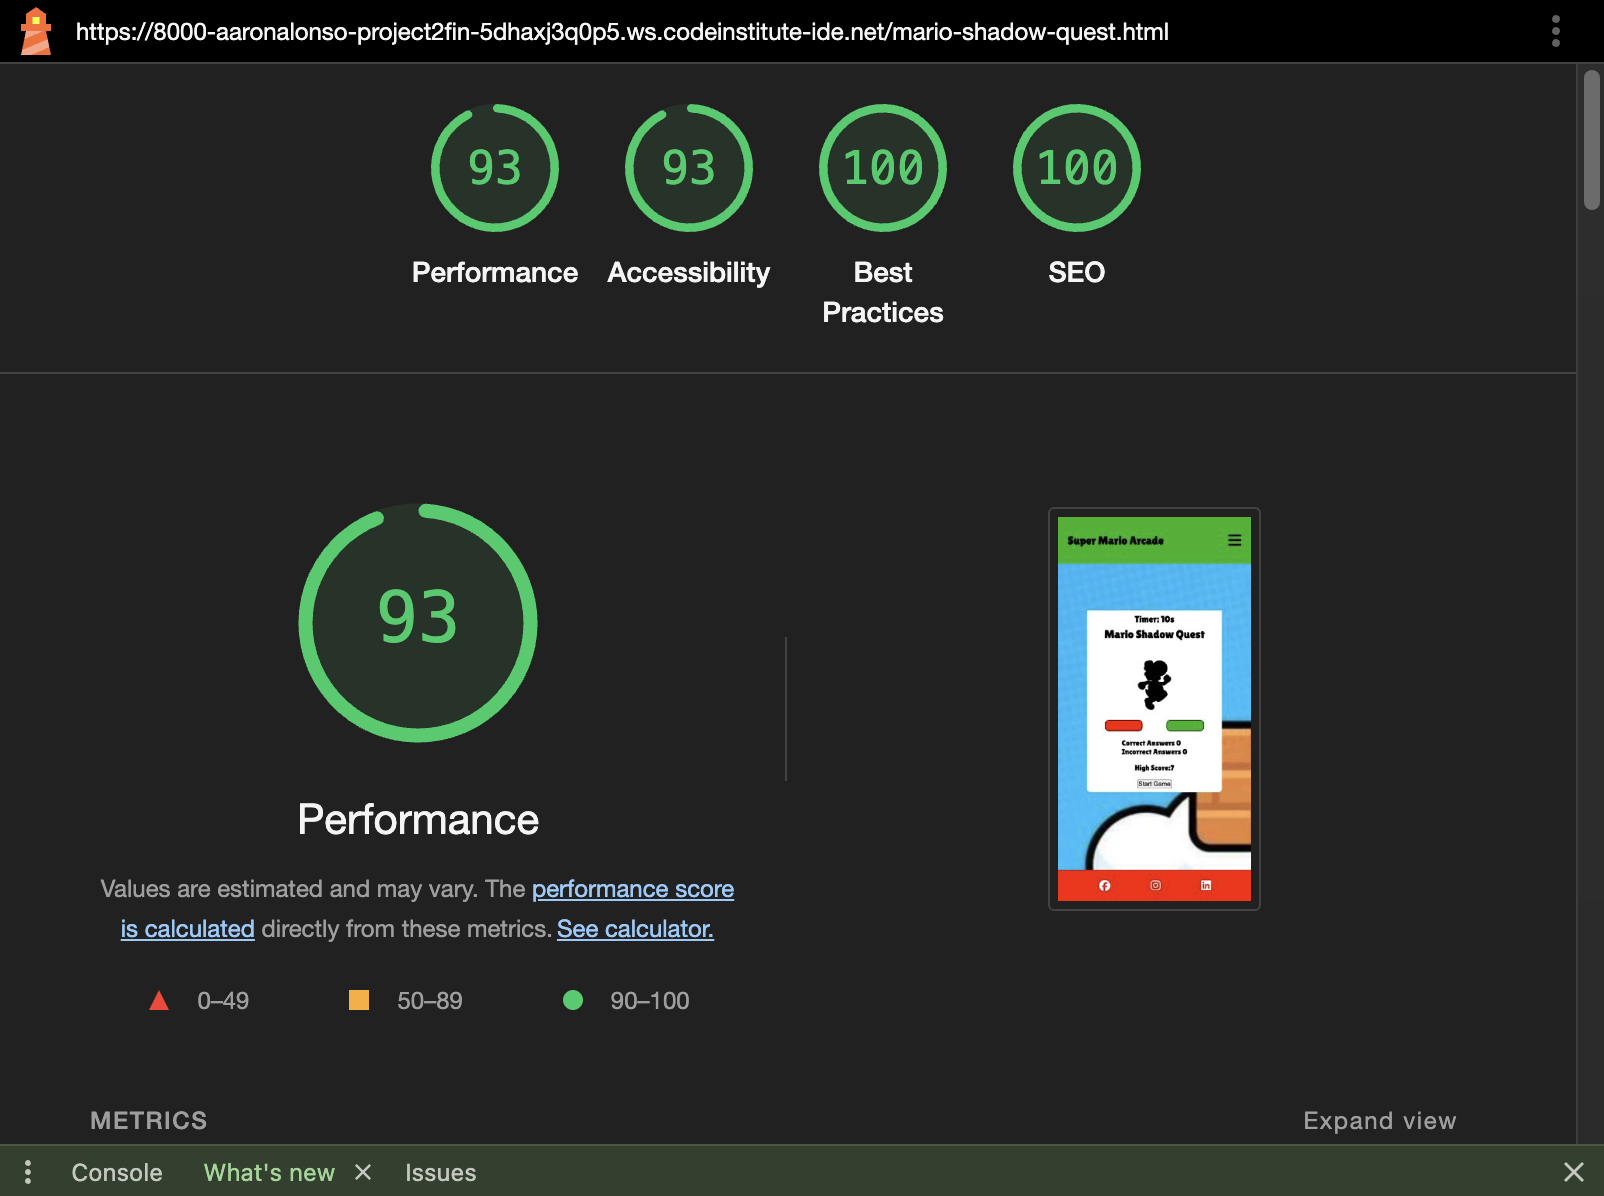 https://8000-aaronalonso-project2fin-5dhaxj3q0p5.ws.codeinstitute-ide.net/mario-shadow-quest.html
93
93
100
100
Performance
Accessibility
Best
Practices
SEO
93
Performance
Values are estimated and may vary. The performance score
is calculated directly from these metrics. See calculator.
0–49
50–89
90–100
Super Mario Arcade
Timer: 10s
Mario Shadow Quest
Correct Answers 0
Incorrect Answers 0
High Score:7
Start Game
METRICS
Expand view
Console
What's new
Issues